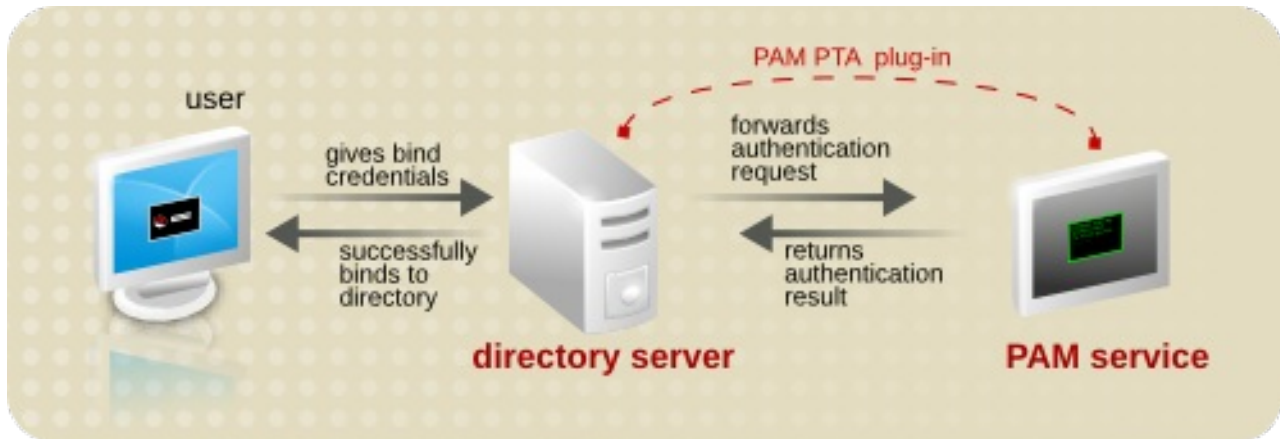 PAM PTA plug-in
user
gives bind
credentials
forwards
authentication
request
successfully
binds to
directory
returns
authentication
result
directory server
PAM service